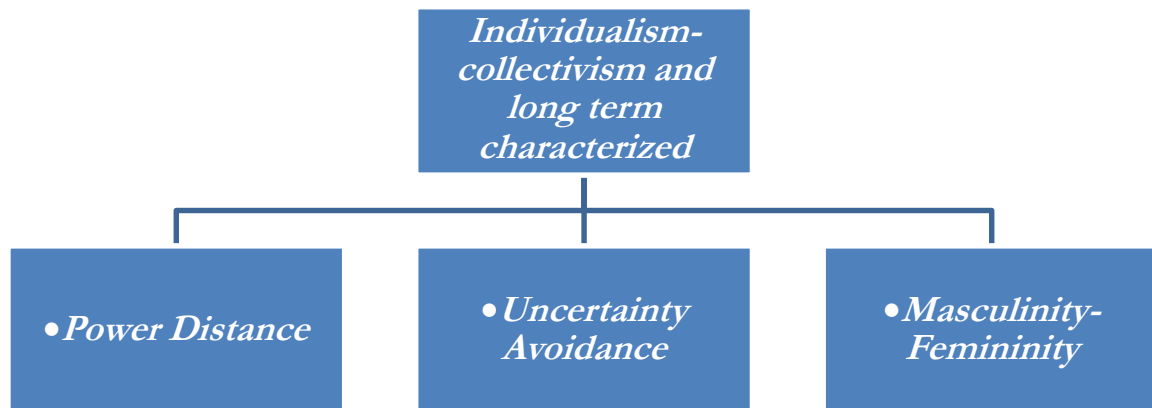 Individualism-
collectivism and
long term
characterized
•Power Distance
•Uncertainty
Avoidance
•Masculinity-
Femininity